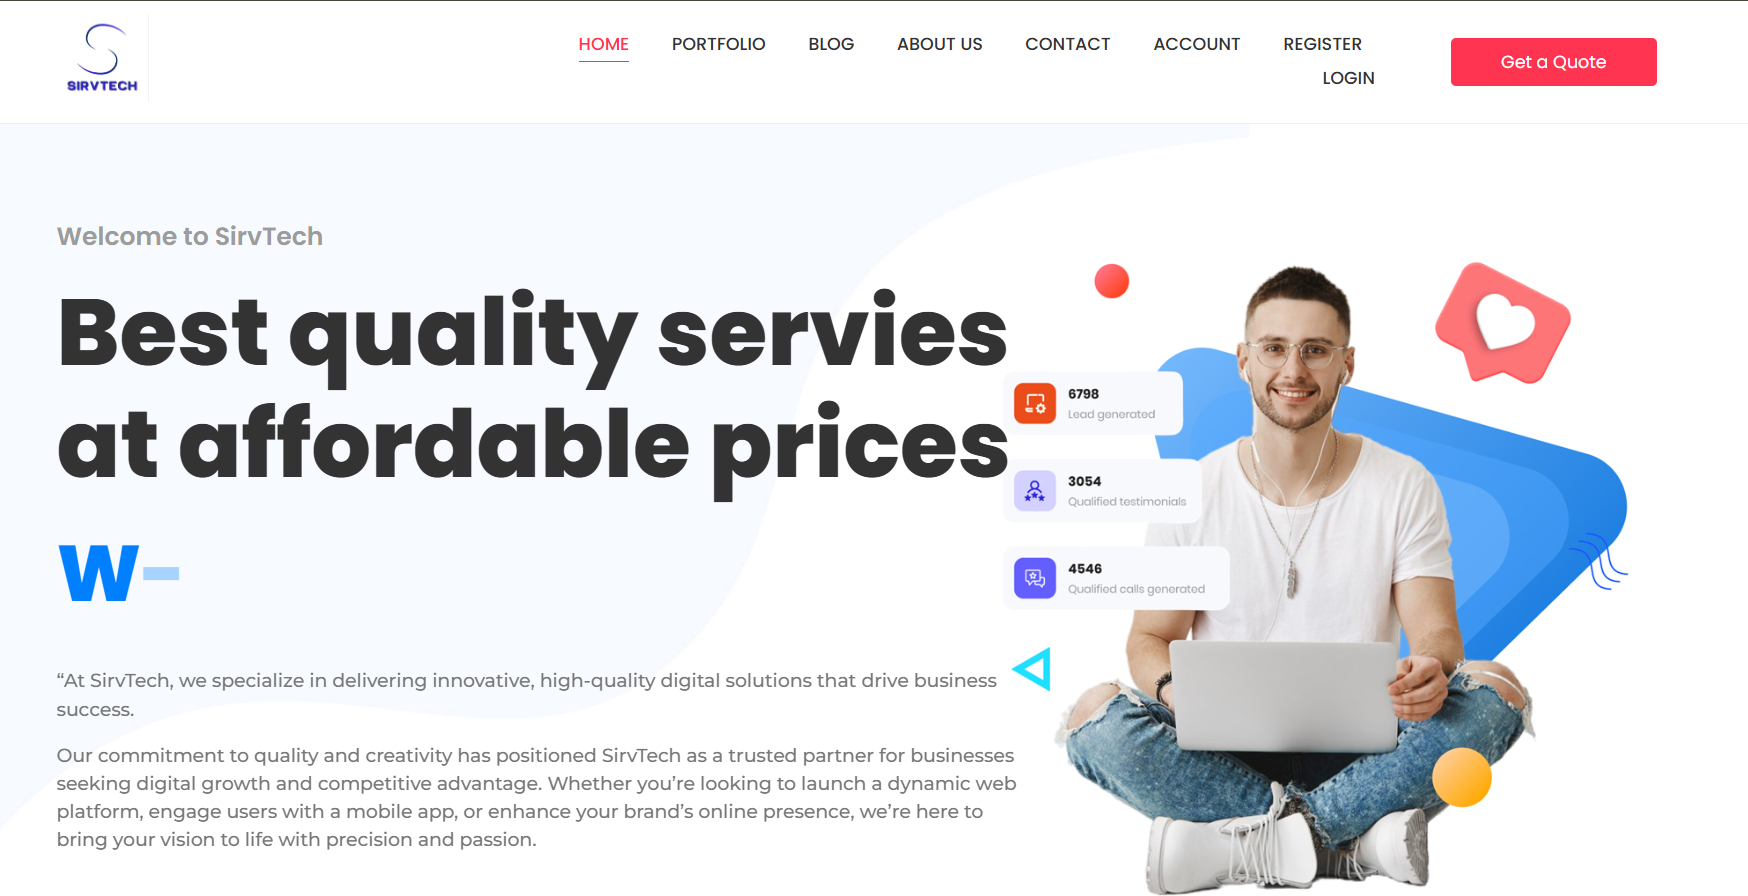 SIRVTECH
HOME PORTFOLIO BLOG ABOUT US CONTACT ACCOUNT REGISTER
LOGIN
Get a Quote
Welcome to SirvTech
Best quality servies
at affordable prices
W-
“At SirvTech, we specialize in delivering innovative, high-quality digital solutions that drive business
success.
Our commitment to quality and creativity has positioned SirvTech as a trusted partner for businesses
seeking digital growth and competitive advantage. Whether you’re looking to launch a dynamic web
platform, engage users with a mobile app, or enhance your brand’s online presence, we’re here to
bring your vision to life with precision and passion.
6798
Lead generated
3054
Qualified testimonials
4546
Qualified calls generated